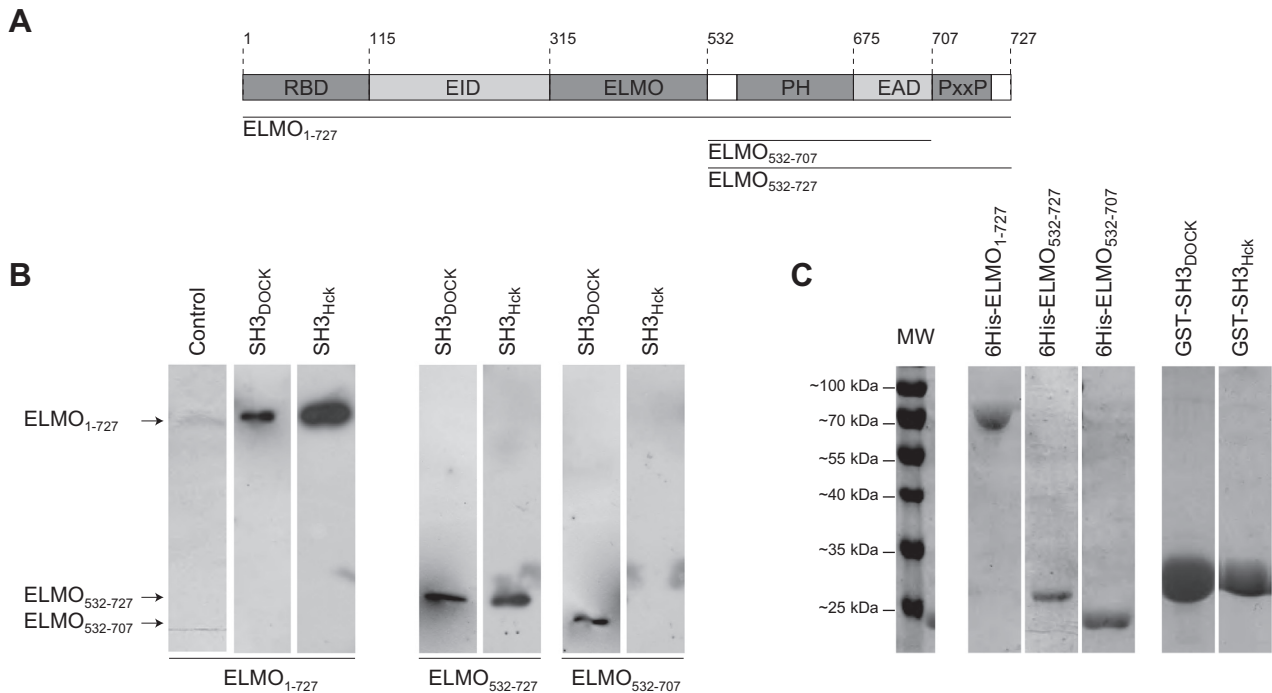 A
1 115 315 532 675 707 727
RBD EID ELMO PH EAD PxxP
ELMO1-727
ELMO532-707
ELMO532-727
B
Control SH3DOCK SH3Hck SH3DOCK SH3Hck SH3DOCK SH3Hck
ELMO1-727
ELMO532-727
ELMO532-707
ELMO1-727 ELMO532-727 ELMO532-707
C
MW 6His-ELMO1-727 6His-ELMO532-727 6His-ELMO532-707 GST-SH3DOCK GST-SH3Hck
~100 kDa
~70 kDa
~55 kDa
~40 kDa
~35 kDa
~25 kDa